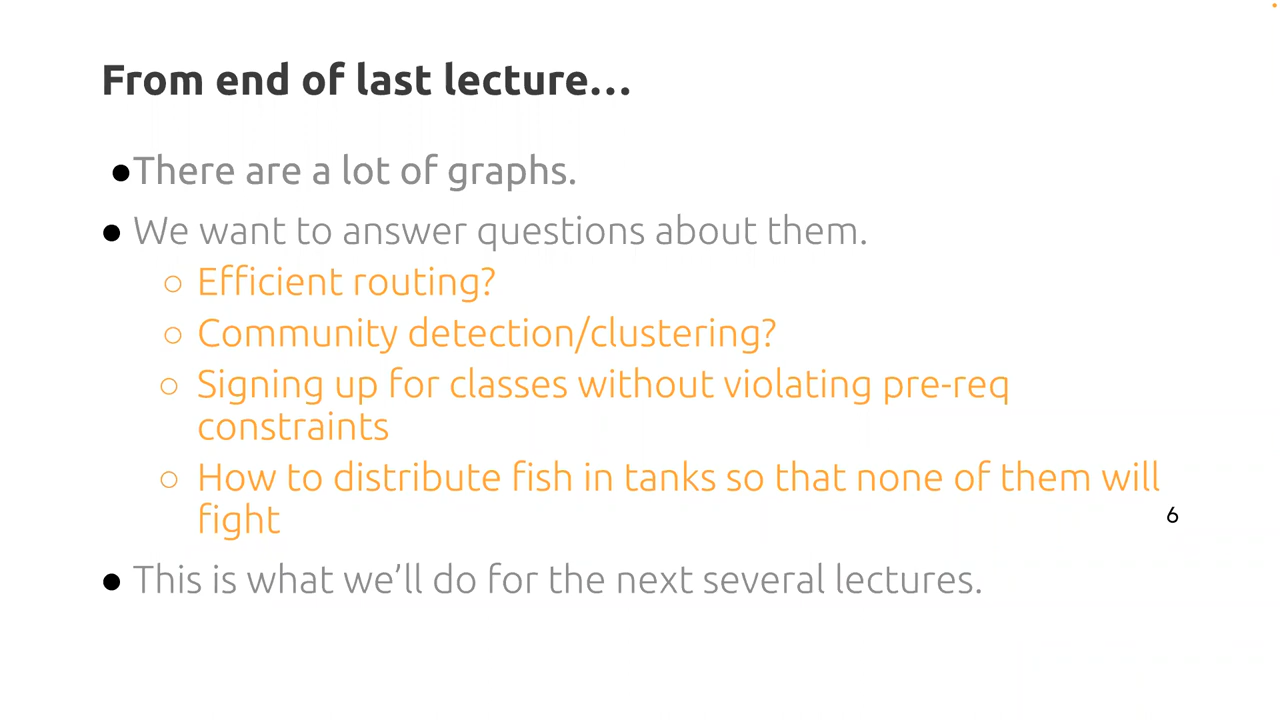 From end of last lecture…
●There are a lot of graphs.
● We want to answer questions about them.
○ Efficient routing?
○ Community detection/clustering?
○ Signing up for classes without violating pre-req
constraints
○ How to distribute fish in tanks so that none of them will
fight
6
● This is what we’ll do for the next several lectures.